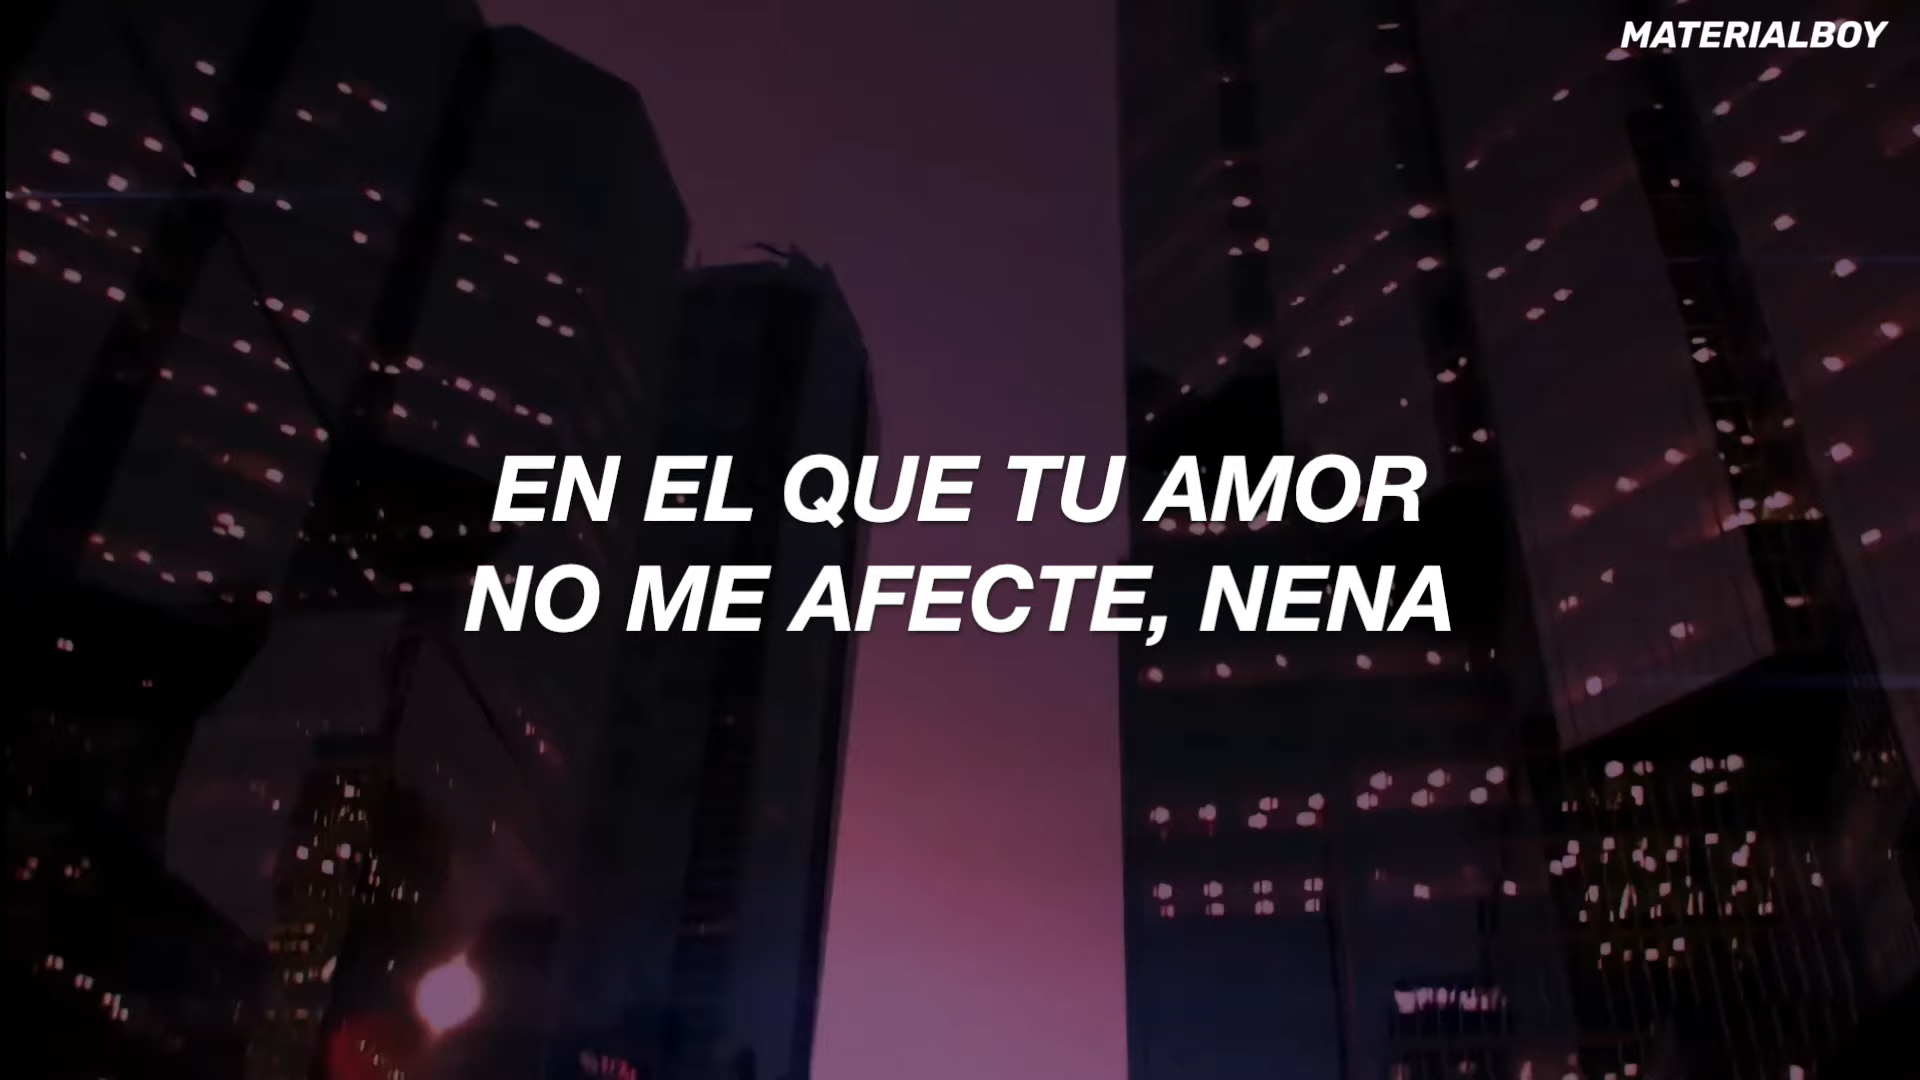 MATERIALBOY
EN EL QUE TU AMOR
NO ME AFECTE, NENA